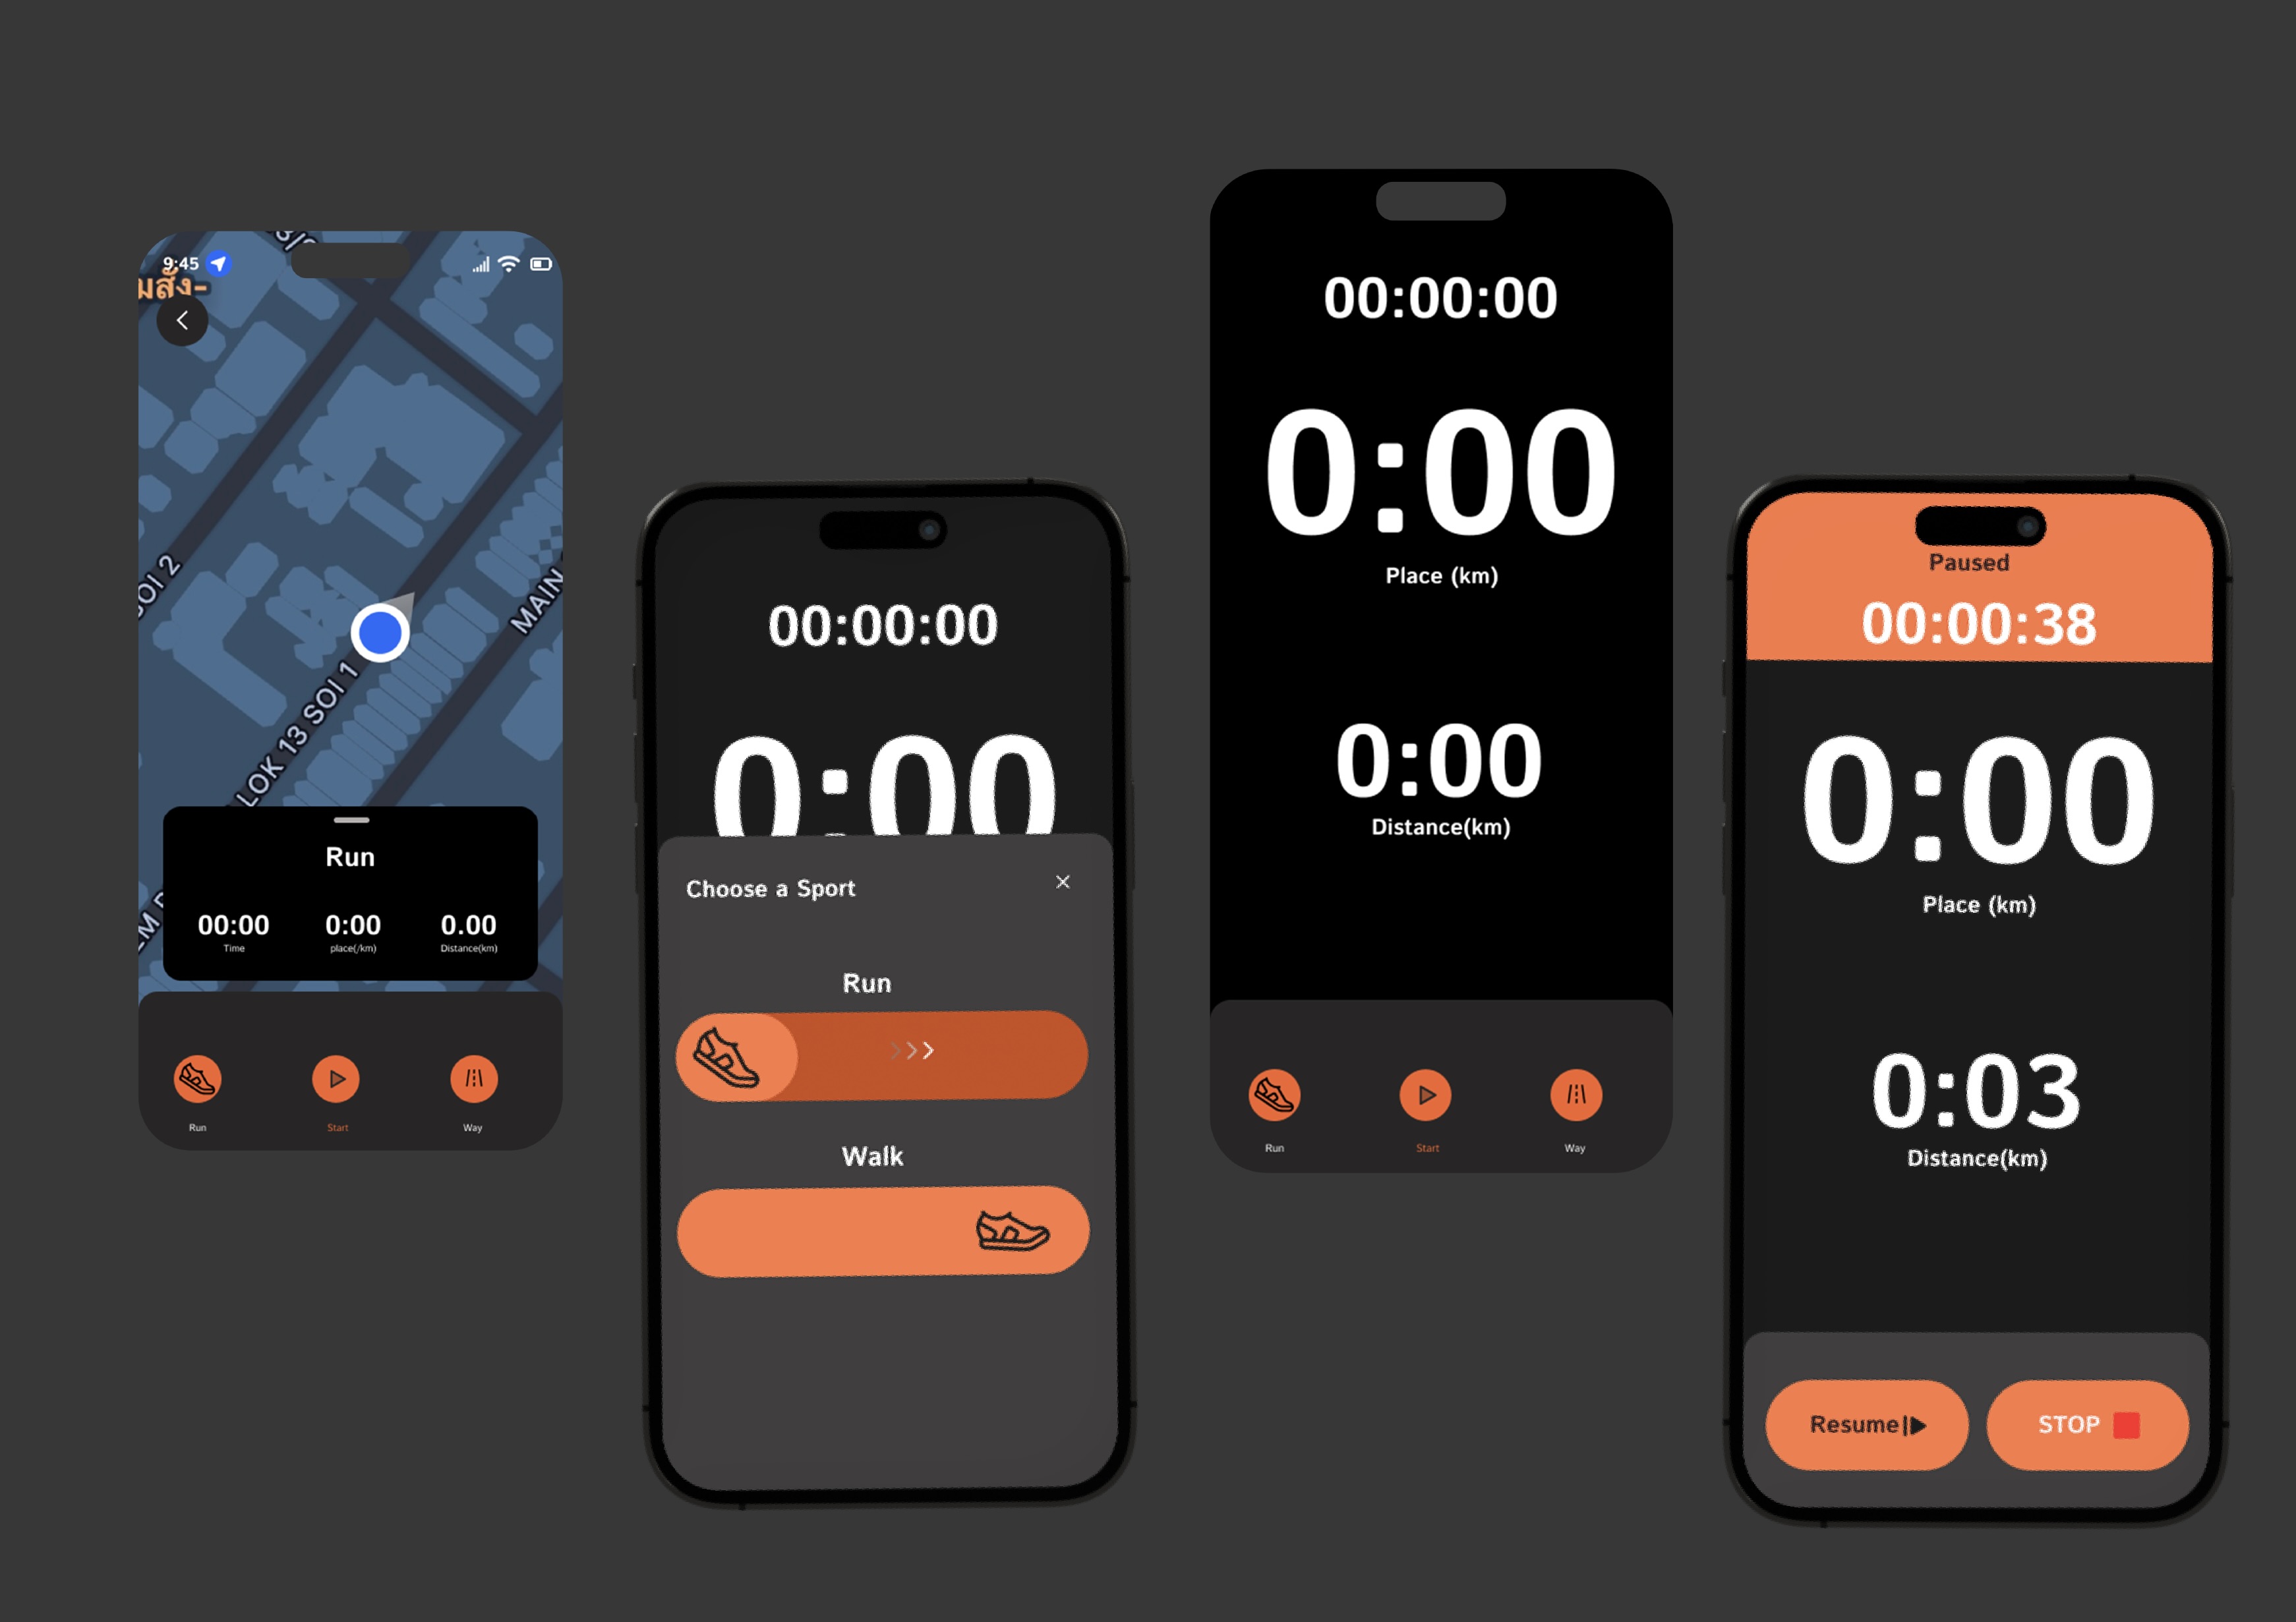 9:45
มสั่ง-
SOI 2
MAIN
LOK 13 SOI 1
Run
00:00
0:00
0.00
Time
place(/km)
Distance(km)
Run
Start
Way
00:00:00
0:00
Choose a Sport
Run
Walk
00:00:00
0:00
Place (km)
0:00
Distance(km)
Run
Start
Way
Paused
00:00:38
0:00
Place (km)
0:03
Distance(km)
Resume
STOP